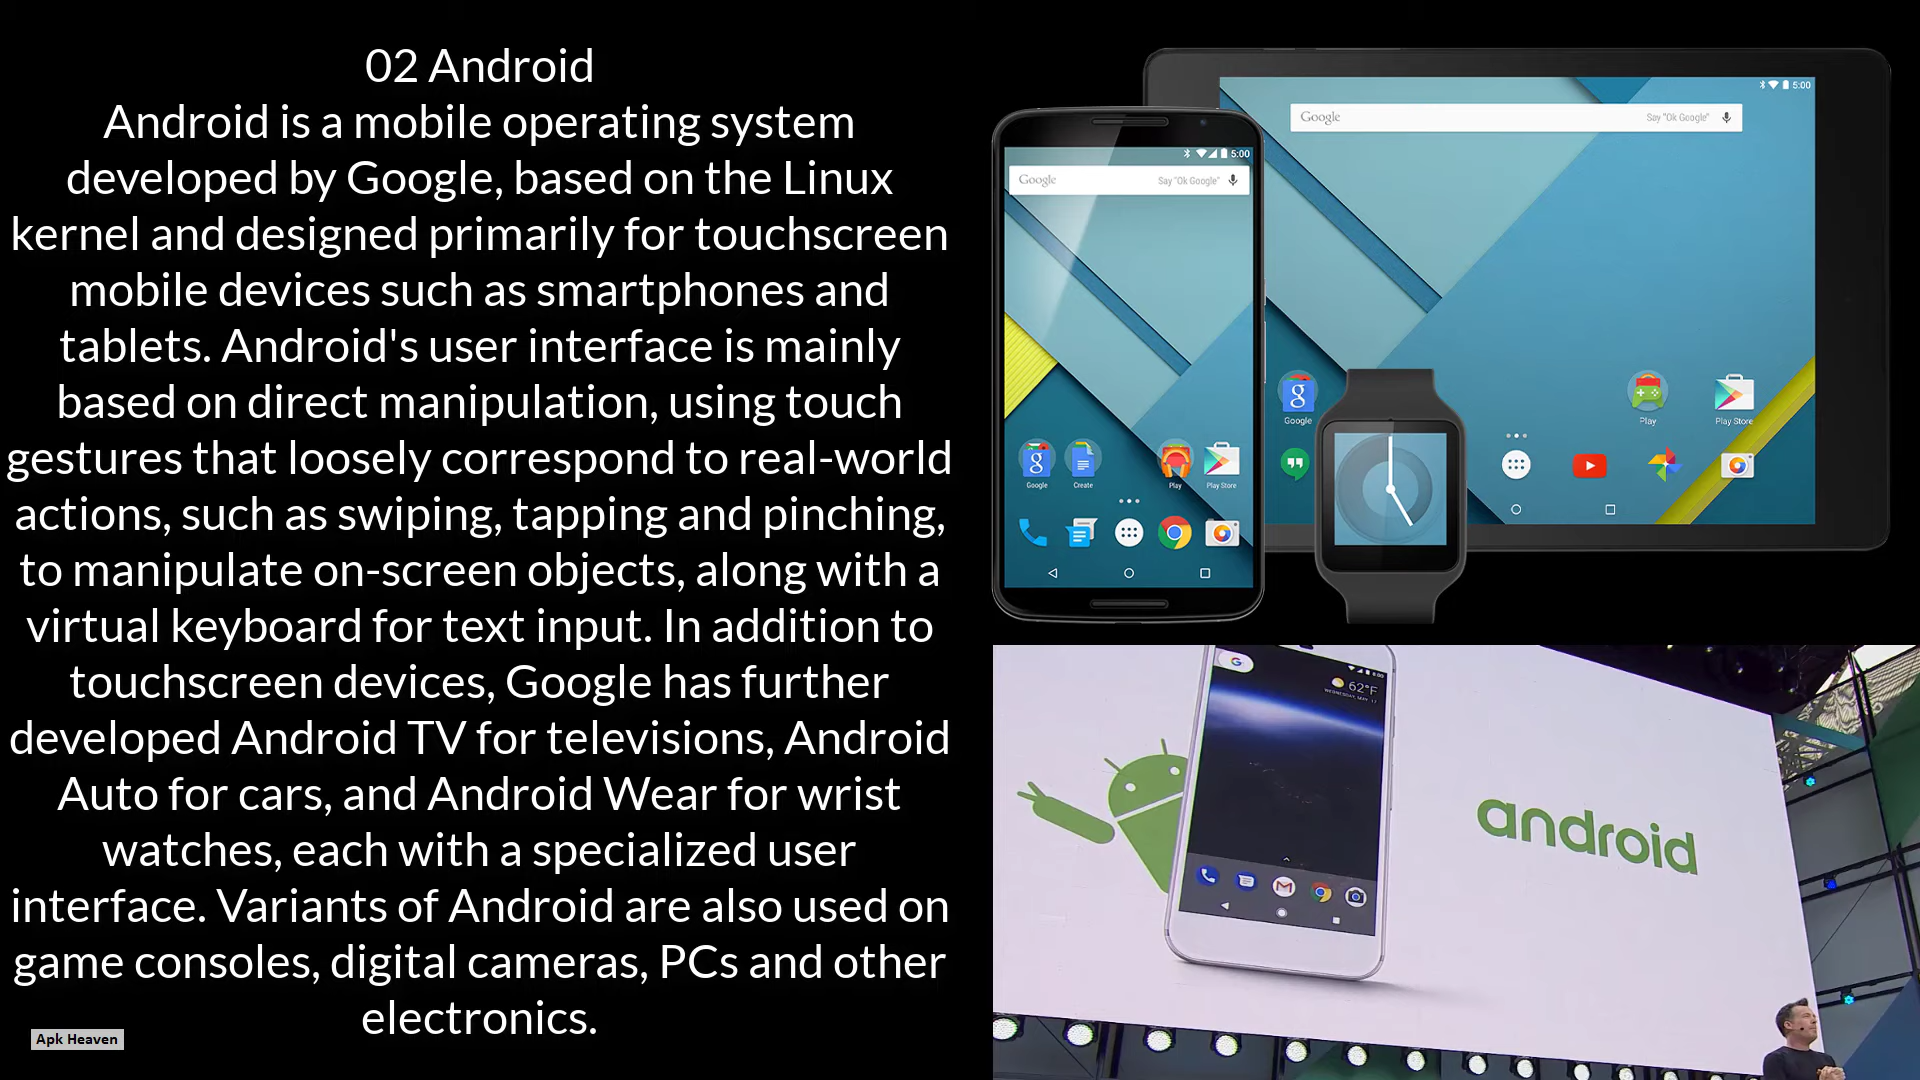 02 Android
Android is a mobile operating system
developed by Google, based on the Linux
kernel and designed primarily for touchscreen
mobile devices such as smartphones and
tablets. Android's user interface is mainly
based on direct manipulation, using touch
gestures that loosely correspond to real-world
actions, such as swiping, tapping and pinching,
to manipulate on-screen objects, along with a
virtual keyboard for text input. In addition to
touchscreen devices, Google has further
developed Android TV for televisions, Android
Auto for cars, and Android Wear for wrist
watches, each with a specialized user
interface. Variants of Android are also used on
game consoles, digital cameras, PCs and other
electronics.
Apk Heaven
5:00
Google Say "Ok Google"
Google
Play
Play Store
5:00
Google Say "Ok Google"
Google
Create
Play
Play Store
62°F
WEDNESDAY, MAY 17
android